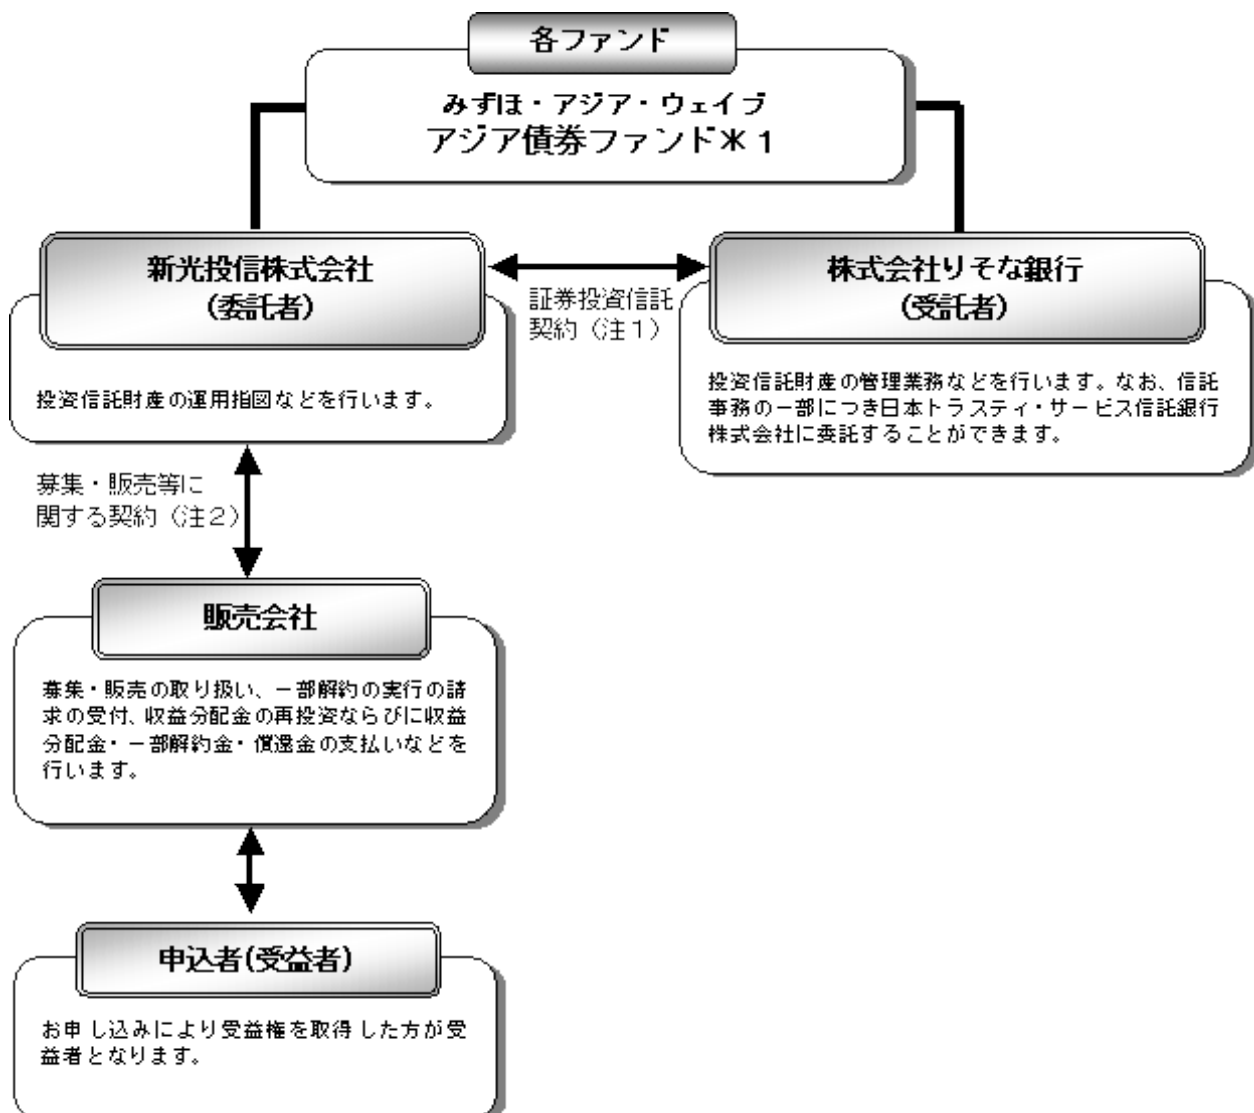 各ファンド
みずほ・アジア・ウェイブ
アジア債券ファンド＊１
新光投信株式会社
（委託者）
投資信託財産の運用指図などを行います。
証券投資信託
契約（注１）
株式会社りそな銀行
（受託者）
投資信託財産の管理業務などを行います。なお、信託
事務の一部につき日本トラスティ・サービス信託銀行
株式会社に委託することができます。
募集・販売等に
関する契約（注２）
販売会社
募集・販売の取り扱い、一部解約の実行の請
求の受付、収益分配金の再投資ならびに収益
分配金・一部解約金・償還金の支払いなどを
行います。
申込者(受益者)
お申し込みにより受益権を取得した方が受
益者となります。